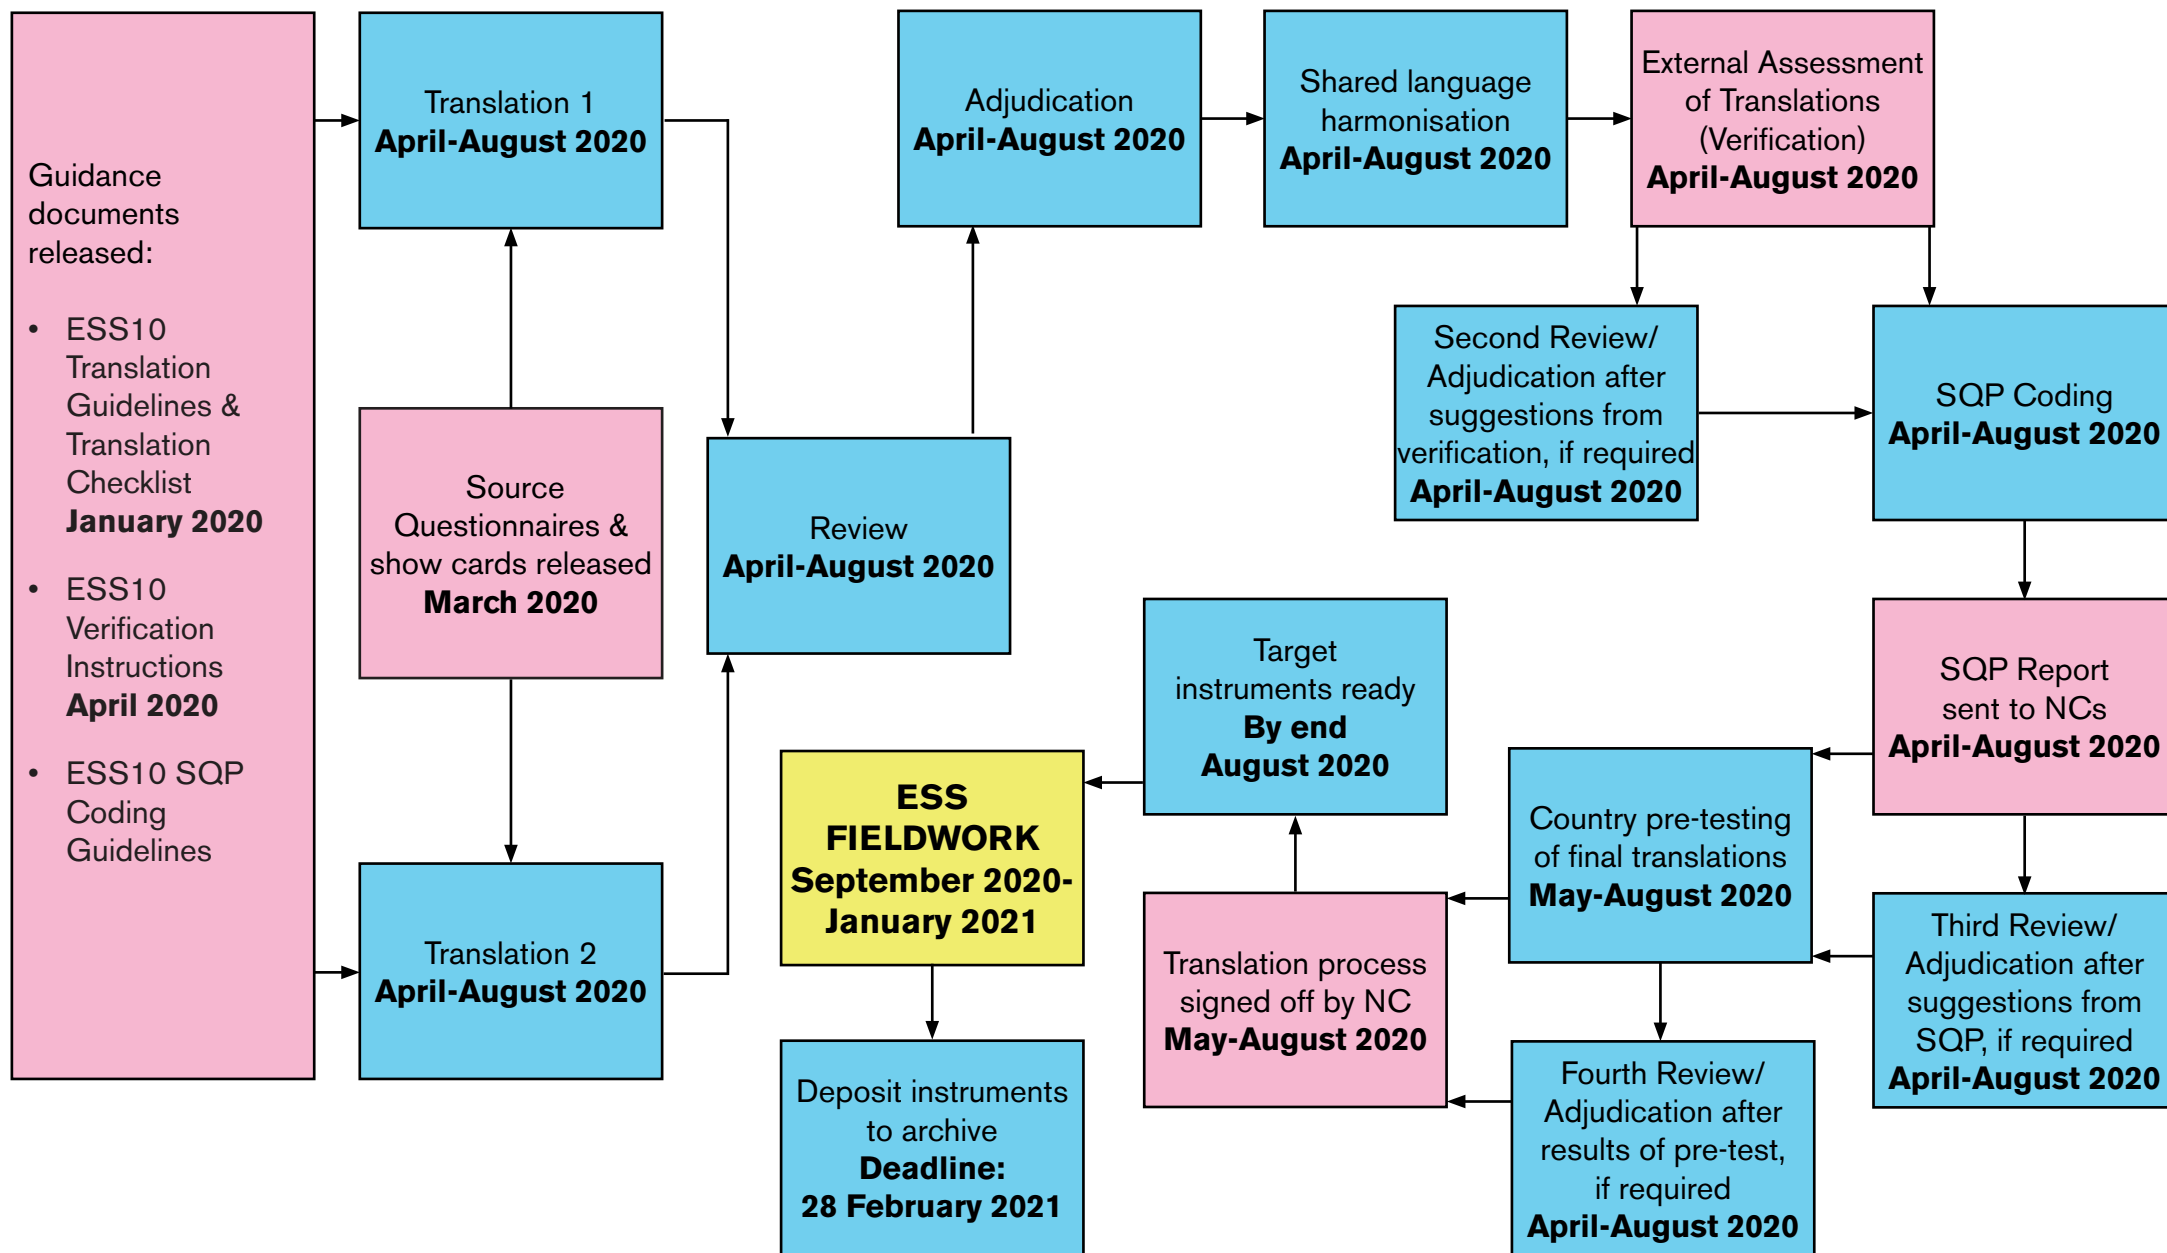 Guidance
documents
released:
• ESS10
Translation
Guidelines &
Translation
Checklist
January 2020
• ESS10
Verification
Instructions
April 2020
• ESS10 SQP
Coding
Guidelines
Translation 1
April-August 2020
Source
Questionnaires &
show cards released
March 2020
Translation 2
April-August 2020
Review
April-August 2020
Adjudication
April-August 2020
Shared language
harmonisation
April-August 2020
External Assessment
of Translations
(Verification)
April-August 2020
Second Review/
Adjudication after
suggestions from
verification, if required
April-August 2020
SQP Coding
April-August 2020
SQP Report
sent to NCs
April-August 2020
Third Review/
Adjudication after
suggestions from
SQP, if required
April-August 2020
Country pre-testing
of final translations
May-August 2020
Fourth Review/
Adjudication after
results of pre-test,
if required
April-August 2020
Translation process
signed off by NC
May-August 2020
Target
instruments ready
By end
August 2020
ESS
FIELDWORK
September 2020-
January 2021
Deposit instruments
to archive
Deadline:
28 February 2021